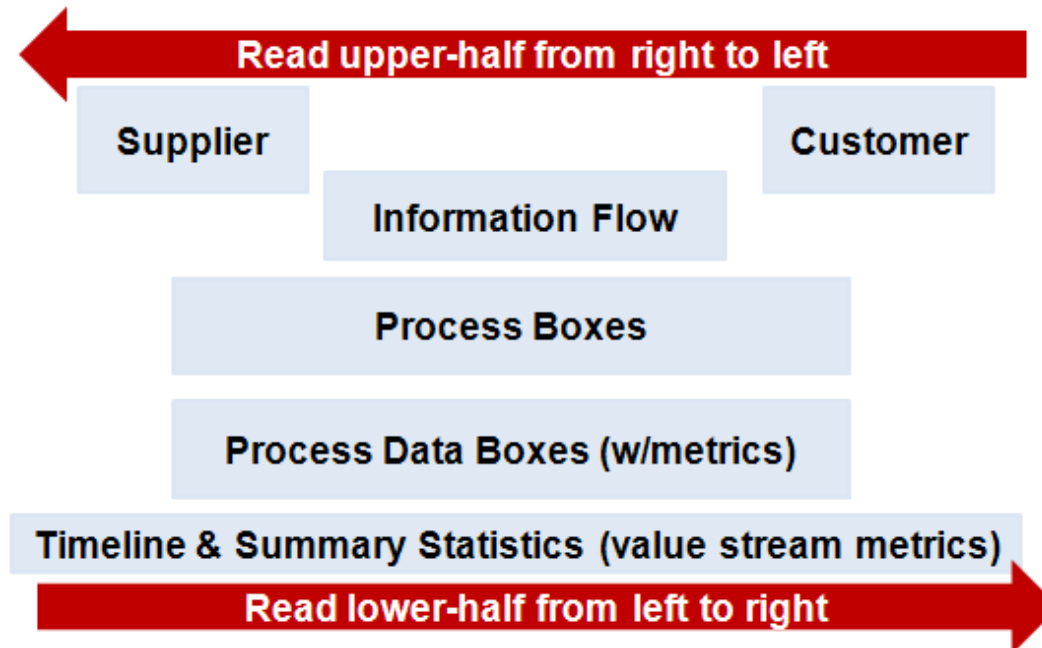 Read upper-half from right to left
Supplier
Customer
Information Flow
Process Boxes
Process Data Boxes (w/metrics)
Timeline & Summary Statistics (value stream metrics)
Read lower-half from left to right